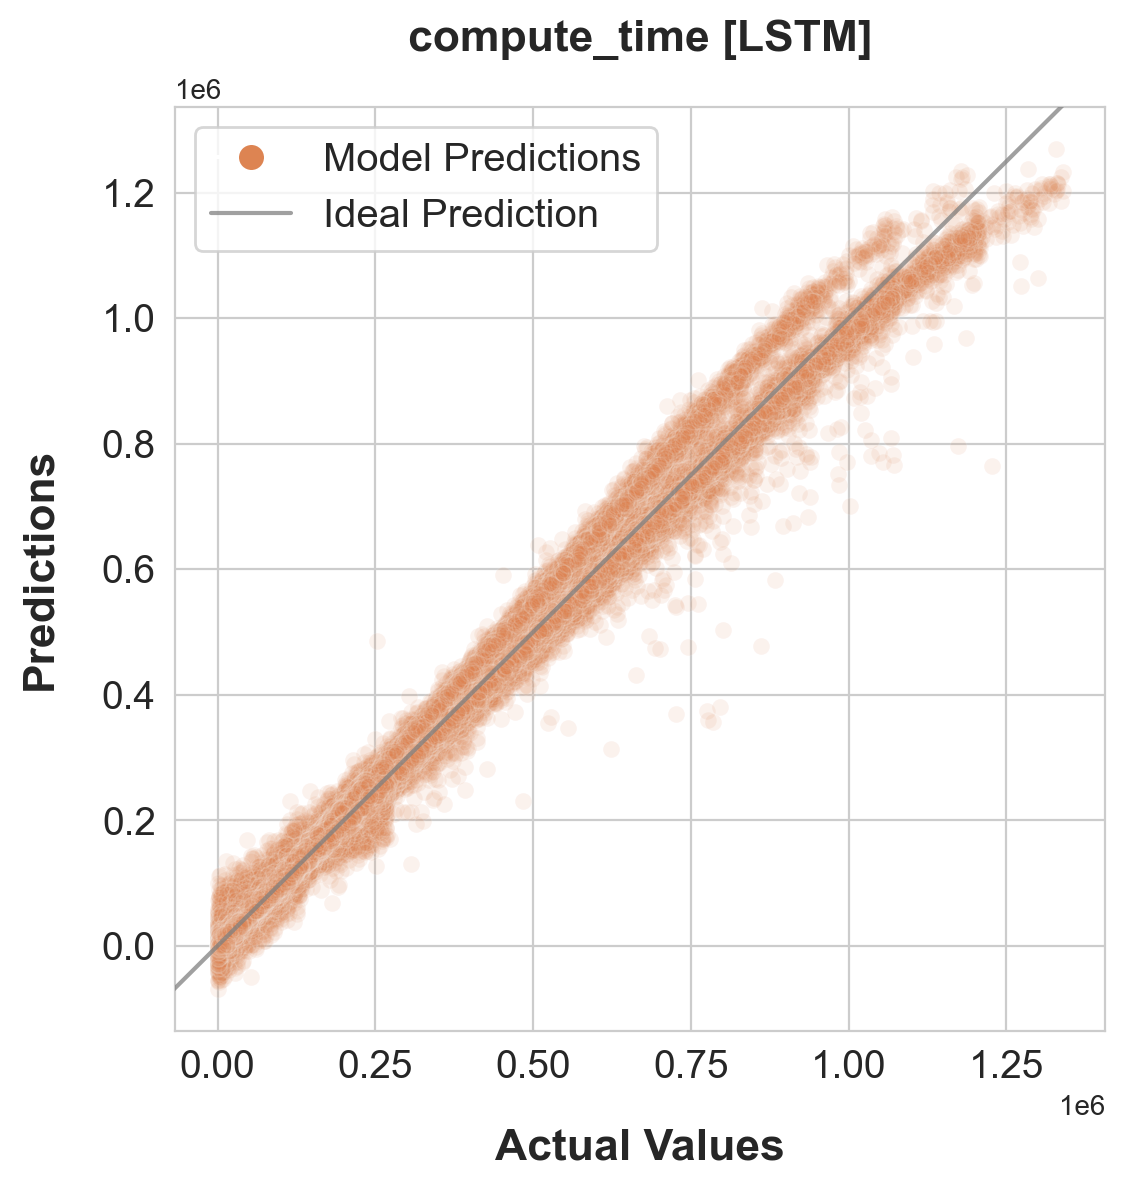 compute_time [LSTM]
1e6
Model Predictions
Ideal Prediction
1.2
1.0
0.8
0.6
0.4
0.2
0.0
Predictions
0.00 0.25 0.50 0.75 1.00 1.25
1e6
Actual Values